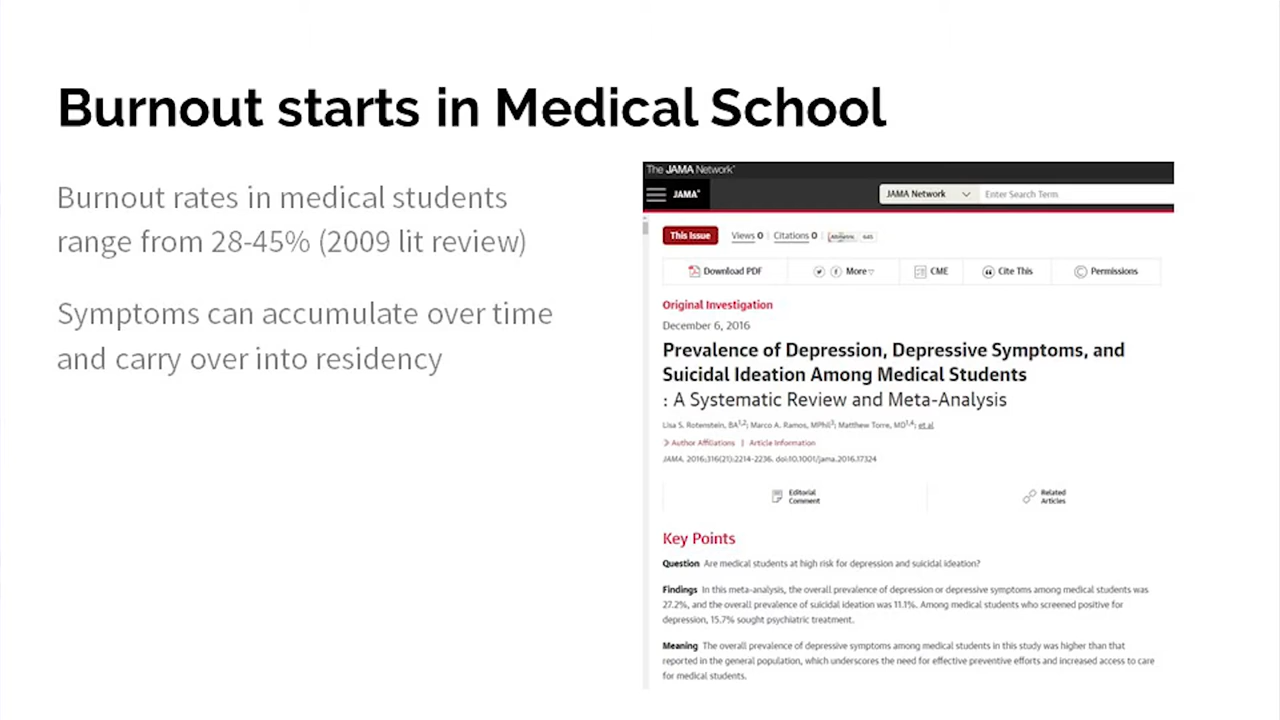 Burnout starts in Medical School
Burnout rates in medical students
range from 28-45% (2009 lit review)
Symptoms can accumulate over time
and carry over into residency
The JAMA Network
JAMA
JAMA Network
Enter Search Term
This Issue
Views 0
Citations 0
645
Download PDF
More
CME
Cite This
Permissions
Original Investigation
December 6, 2016
Prevalence of Depression, Depressive Symptoms, and
Suicidal Ideation Among Medical Students
: A Systematic Review and Meta-Analysis
Lisa S. Rotenstein, BA1,2; Marco A. Ramos, MPhil3; Matthew Torre, MD1,4; et al
Author Affiliations | Article Information
JAMA. 2016;316(21):2214-2236. doi:10.1001/jama.2016.17324
Editorial
Comment
Related
Articles
Key Points
Question Are medical students at high risk for depression and suicidal ideation?
Findings In this meta-analysis, the overall prevalence of depression or depressive symptoms among medical students was
27.2%, and the overall prevalence of suicidal ideation was 11.1%. Among medical students who screened positive for
depression, 15.7% sought psychiatric treatment.
Meaning The overall prevalence of depressive symptoms among medical students in this study was higher than that
reported in the general population, which underscores the need for effective preventive efforts and increased access to care
for medical students.